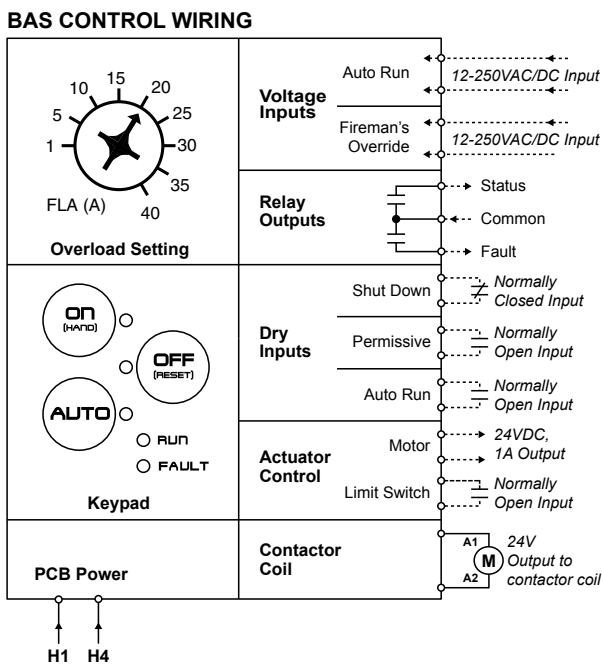 BAS CONTROL WIRING
1
5
10
15
20
25
30
35
40
FLA (A)
Overload Setting
Voltage
Inputs
Auto Run
12-250VAC/DC Input
Fireman's
Override
12-250VAC/DC Input
Relay
Outputs
Status
Common
Fault
ON
(HAND)
OFF
(RESET)
AUTO
RUN
FAULT
Keypad
Dry
Inputs
Shut Down
Normally
Closed Input
Permissive
Normally
Open Input
Auto Run
Normally
Open Input
Actuator
Control
Motor
24VDC,
1A Output
Limit Switch
Normally
Open Input
PCB Power
Contactor
Coil
A1
M
A2
24V
Output to
contactor coil
H1 H4